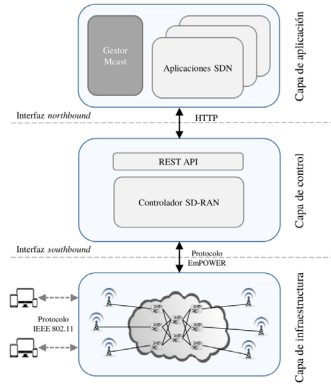 Gestor
Mcast
Aplicaciones SDN
Capa de aplicación
Interfaz northbound
HTTP
REST API
Controlador SD-RAN
Capa de control
Interfaz southbound
Protocolo
EmPOWER
Protocolo
IEEE 802.11
Capa de infraestructura